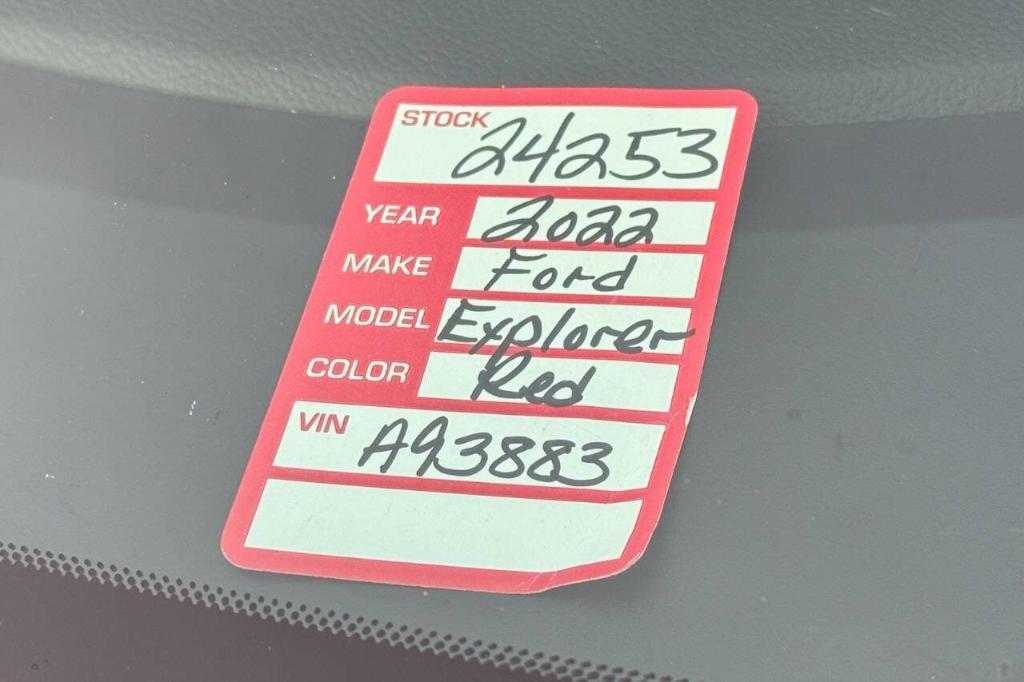 STOCK 24253
YEAR 2022
MAKE Ford
MODEL Explorer
COLOR Red
VIN A93883